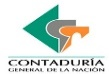 CONTADURÍA
GENERAL DE LA NACIÓN